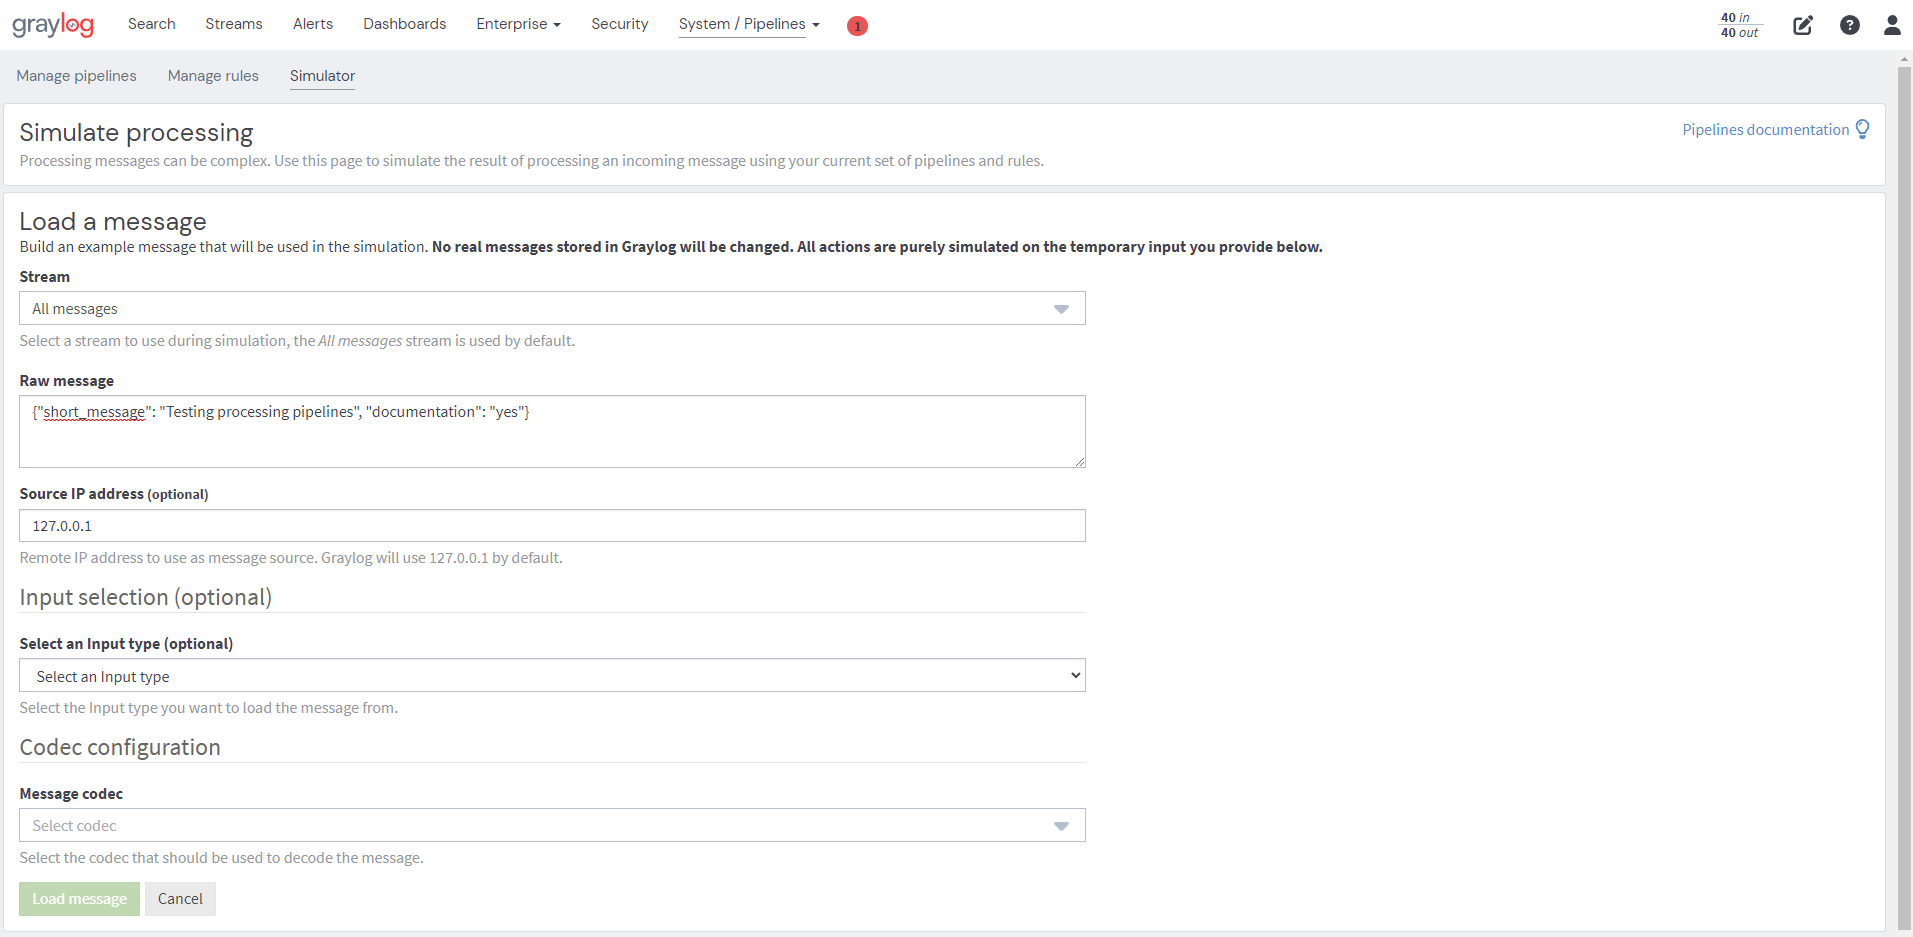 graylog Search Streams Alerts Dashboards Enterprise Security System / Pipelines 1 40 in
40 out
Manage pipelines Manage rules Simulator
Simulate processing Pipelines documentation
Processing messages can be complex. Use this page to simulate the result of processing an incoming message using your current set of pipelines and rules.
Load a message
Build an example message that will be used in the simulation. No real messages stored in Graylog will be changed. All actions are purely simulated on the temporary input you provide below.
Stream
All messages
Select a stream to use during simulation, the All messages stream is used by default.
Raw message
{"short_message": "Testing processing pipelines", "documentation": "yes"}
Source IP address (optional)
127.0.0.1
Remote IP address to use as message source. Graylog will use 127.0.0.1 by default.
Input selection (optional)
Select an Input type (optional)
Select an Input type
Select the Input type you want to load the message from.
Codec configuration
Message codec
Select codec
Select the codec that should be used to decode the message.
Load message Cancel